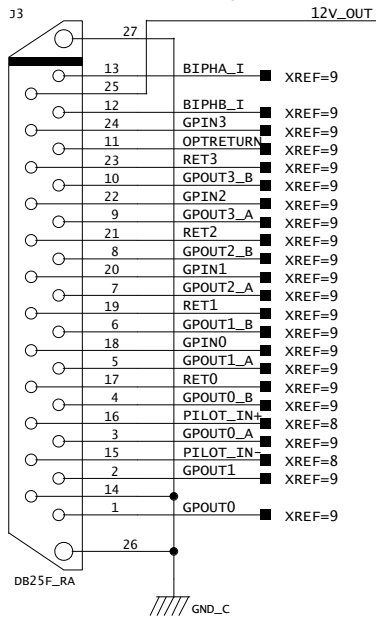 J3
12V_OUT
27
13 BIPHA_I XREF=9
25
12 BIPHB_I XREF=9
24 GPIN3 XREF=9
11 OPTRETURN XREF=9
23 RET3 XREF=9
10 GPOUT3_B XREF=9
22 GPIN2 XREF=9
9 GPOUT3_A XREF=9
21 RET2 XREF=9
8 GPOUT2_B XREF=9
20 GPIN1 XREF=9
7 GPOUT2_A XREF=9
19 RET1 XREF=9
6 GPOUT1_B XREF=9
18 GPIN0 XREF=9
5 GPOUT1_A XREF=9
17 RET0 XREF=9
4 GPOUT0_B XREF=9
16 PILOT_IN+ XREF=8
3 GPOUT0_A XREF=9
15 PILOT_IN- XREF=8
2 GPOUT1 XREF=9
14
1 GPOUT0 XREF=9
26
DB25F_RA
GND_C